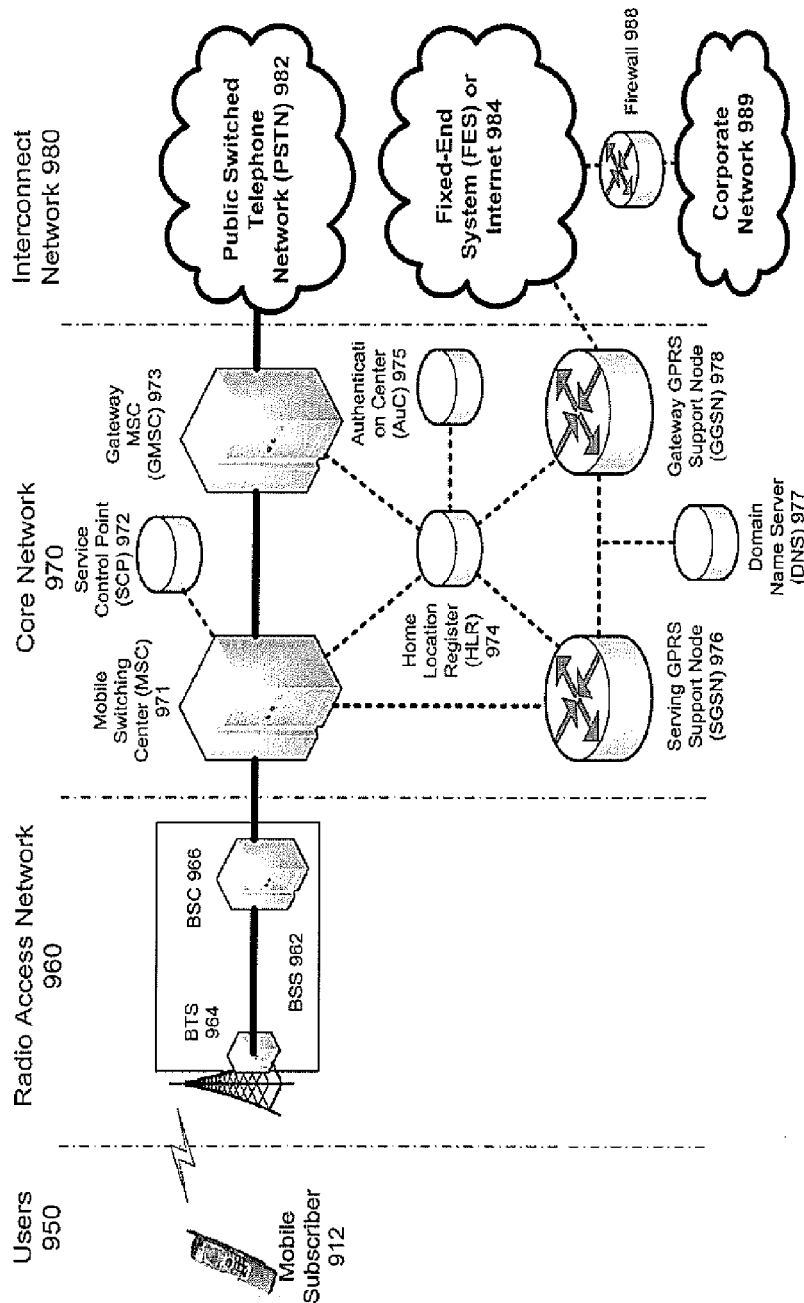 Users
950
Mobile
Subscriber
912
Radio Access Network
960
BTS
964
BSC 966
BSS 962
Core Network
970
Mobile
Switching
Center (MSC)
971
Service
Control Point
(SCP) 972
Gateway
MSC
(GMSC) 973
Home
Location
Register
(HLR)
974
Authenticati
on Center
(AuC) 975
Serving GPRS
Support Node
(SGSN) 976
Domain
Name Server
(DNS) 977
Gateway GPRS
Support Node
(GGSN) 978
Interconnect
Network 980
Public Switched
Telephone
Network (PSTN) 982
Fixed-End
System (FES) or
Internet 984
Firewall 988
Corporate
Network 989